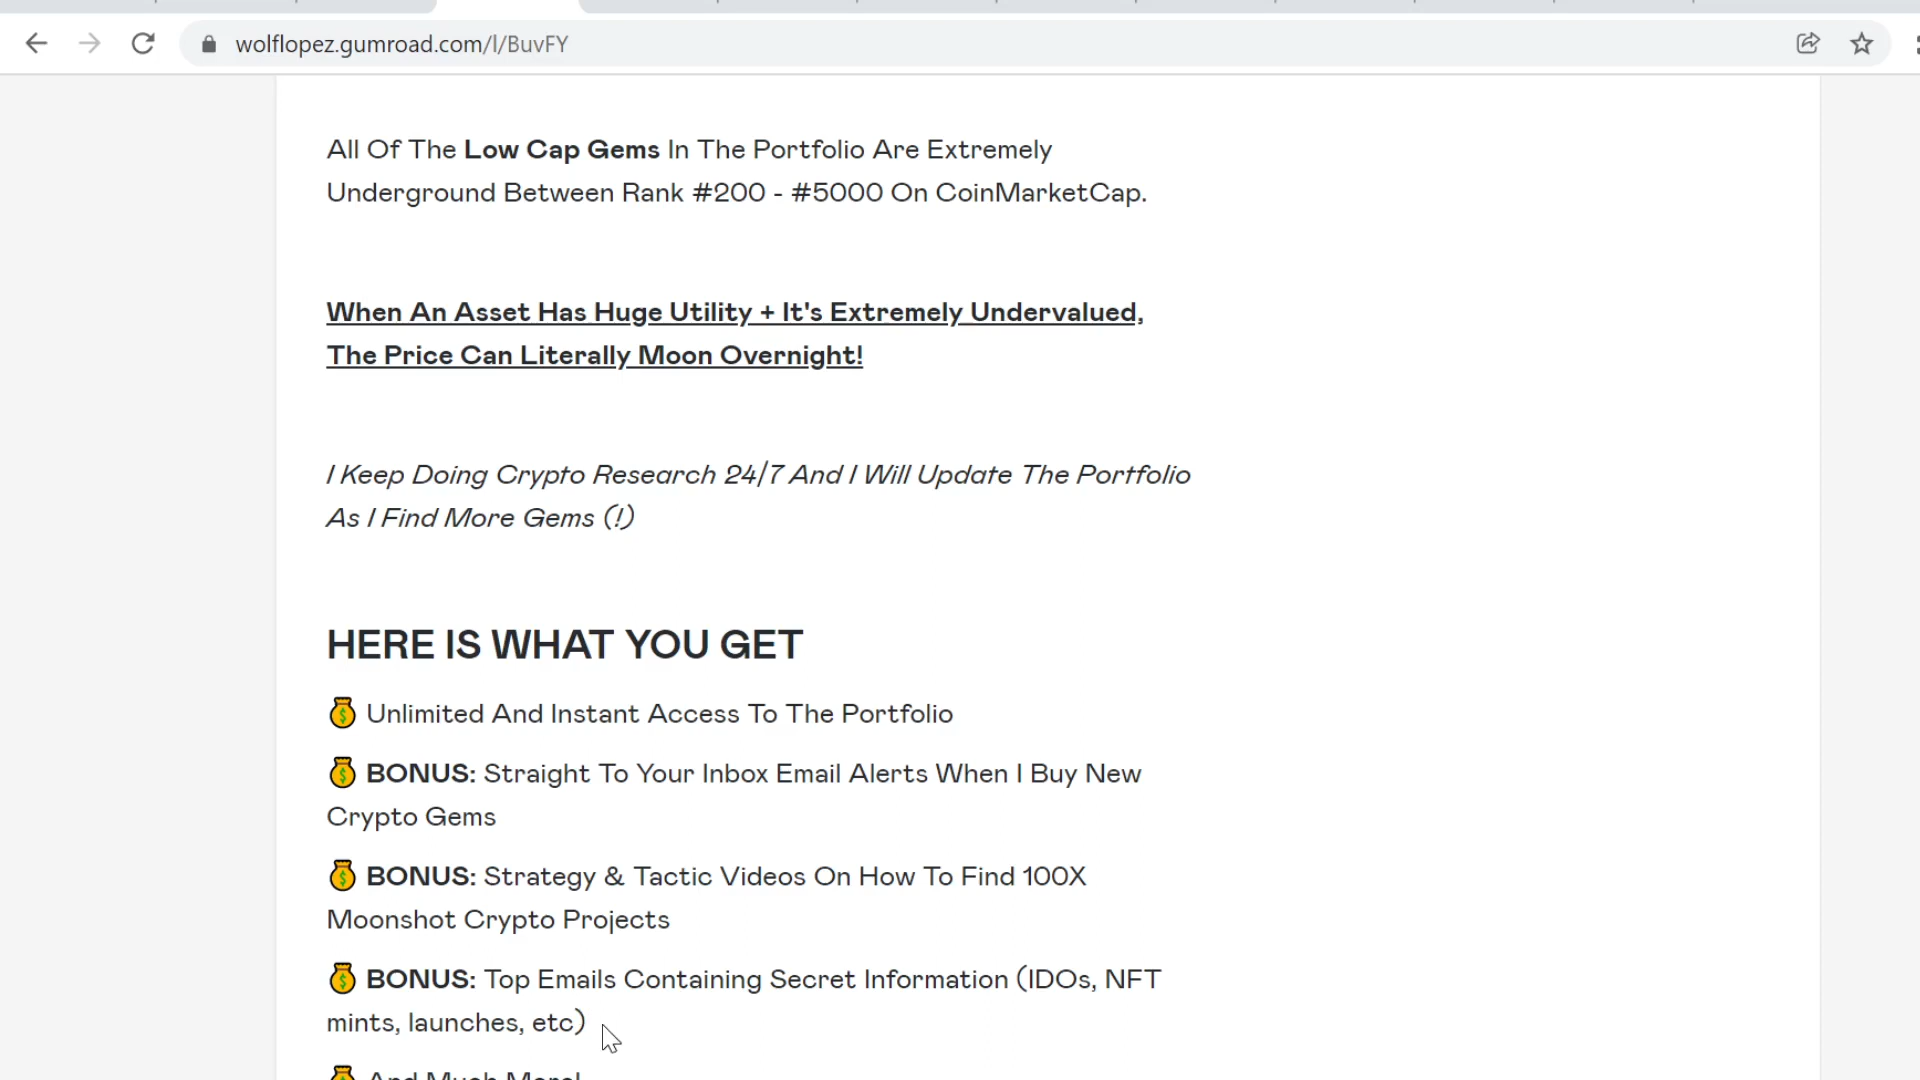 wolflopez.gumroad.com/l/BuvFY
All Of The Low Cap Gems In The Portfolio Are Extremely
Underground Between Rank #200 - #5000 On CoinMarketCap.
When An Asset Has Huge Utility + It's Extremely Undervalued,
The Price Can Literally Moon Overnight!
I Keep Doing Crypto Research 24/7 And I Will Update The Portfolio
As I Find More Gems (!)
HERE IS WHAT YOU GET
💰 Unlimited And Instant Access To The Portfolio
💰 BONUS: Straight To Your Inbox Email Alerts When I Buy New
Crypto Gems
💰 BONUS: Strategy & Tactic Videos On How To Find 100X
Moonshot Crypto Projects
💰 BONUS: Top Emails Containing Secret Information (IDOs, NFT
mints, launches, etc)
💰 And Much More!